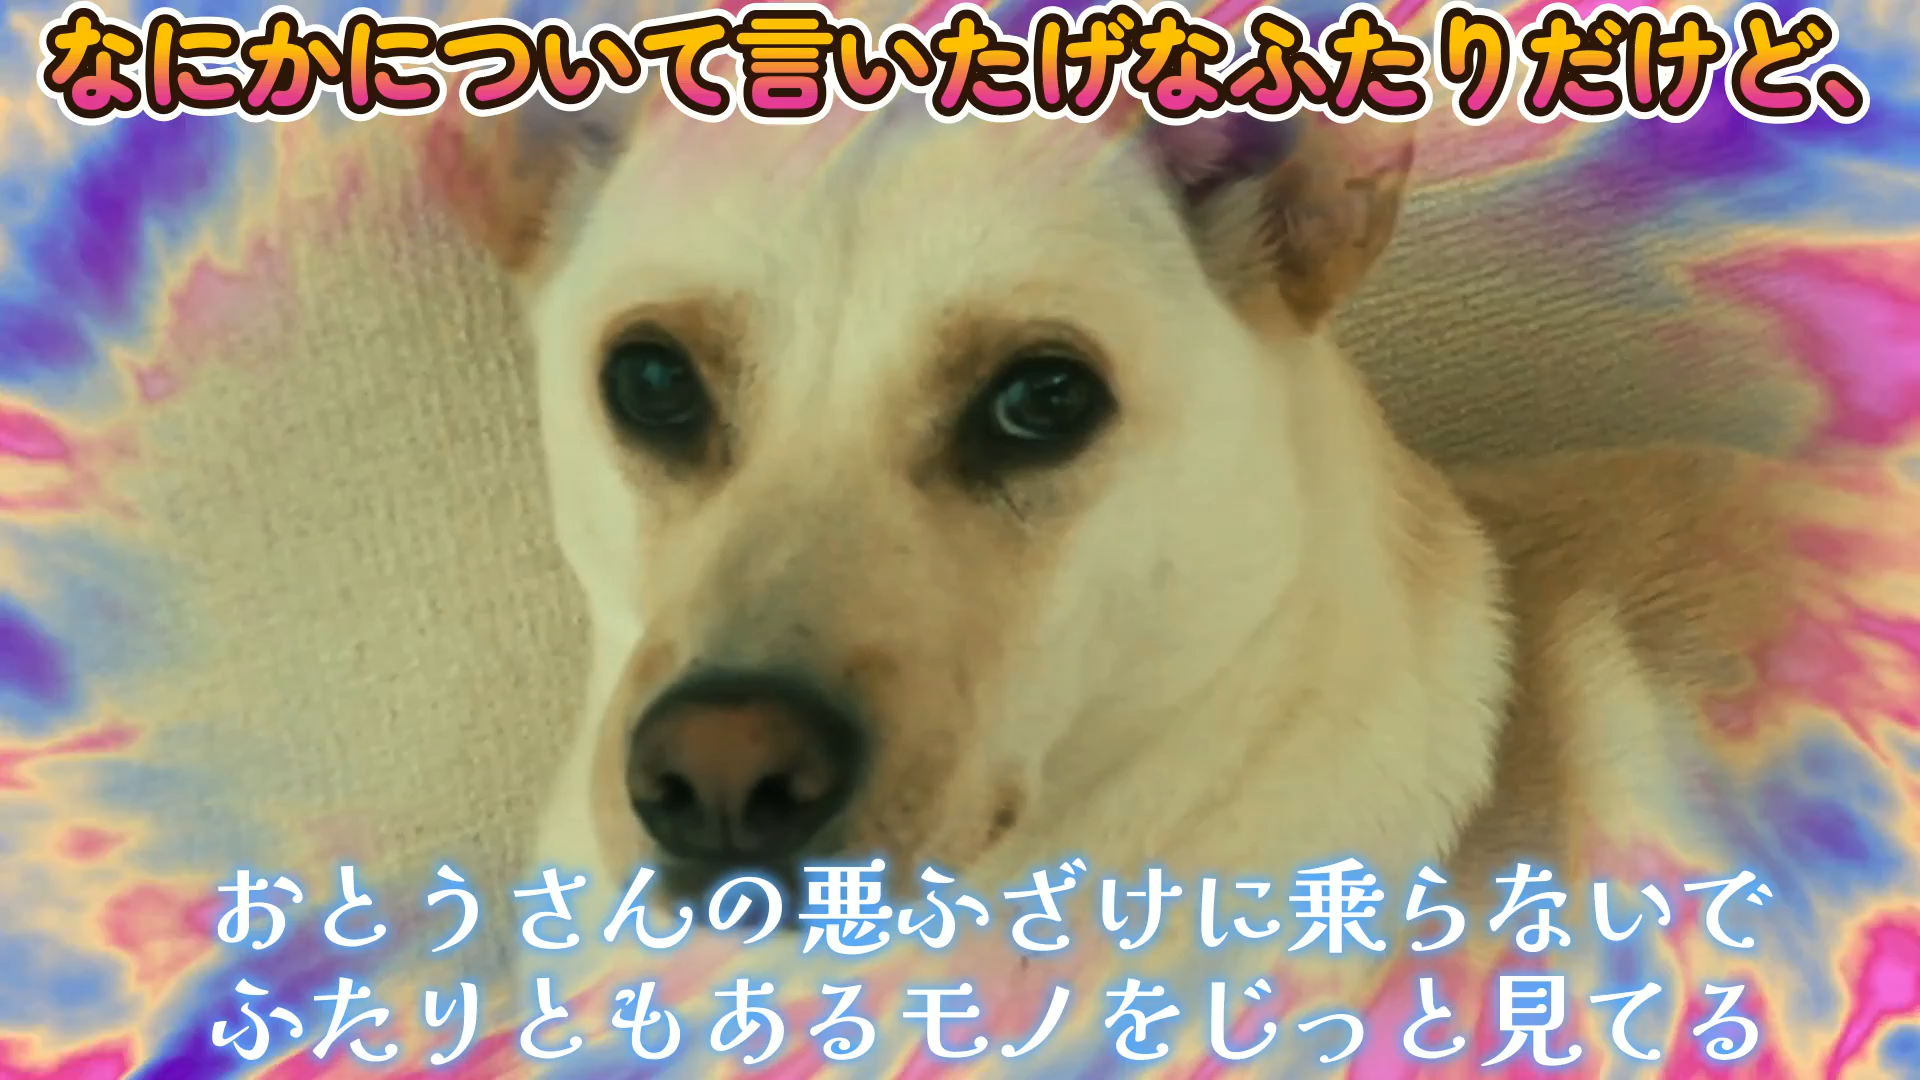 なにかについて言いたげなふたりだけど、
おとうさんの悪ふざけに乗らないで
ふたりともあるモノをじっと見てる